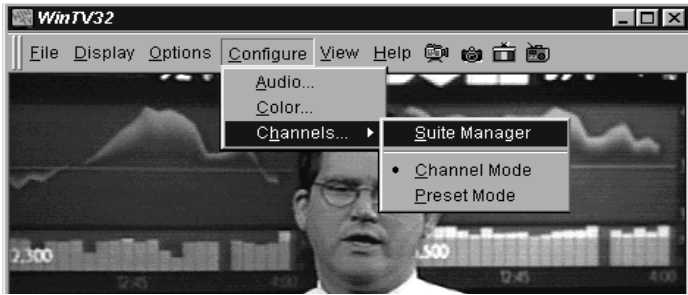 WinTV32
File Display Options Configure View Help
Audio...
Color...
Channels...
Suite Manager
Channel Mode
Preset Mode
2,300
.500
12:45
4:00
12:45
4:00